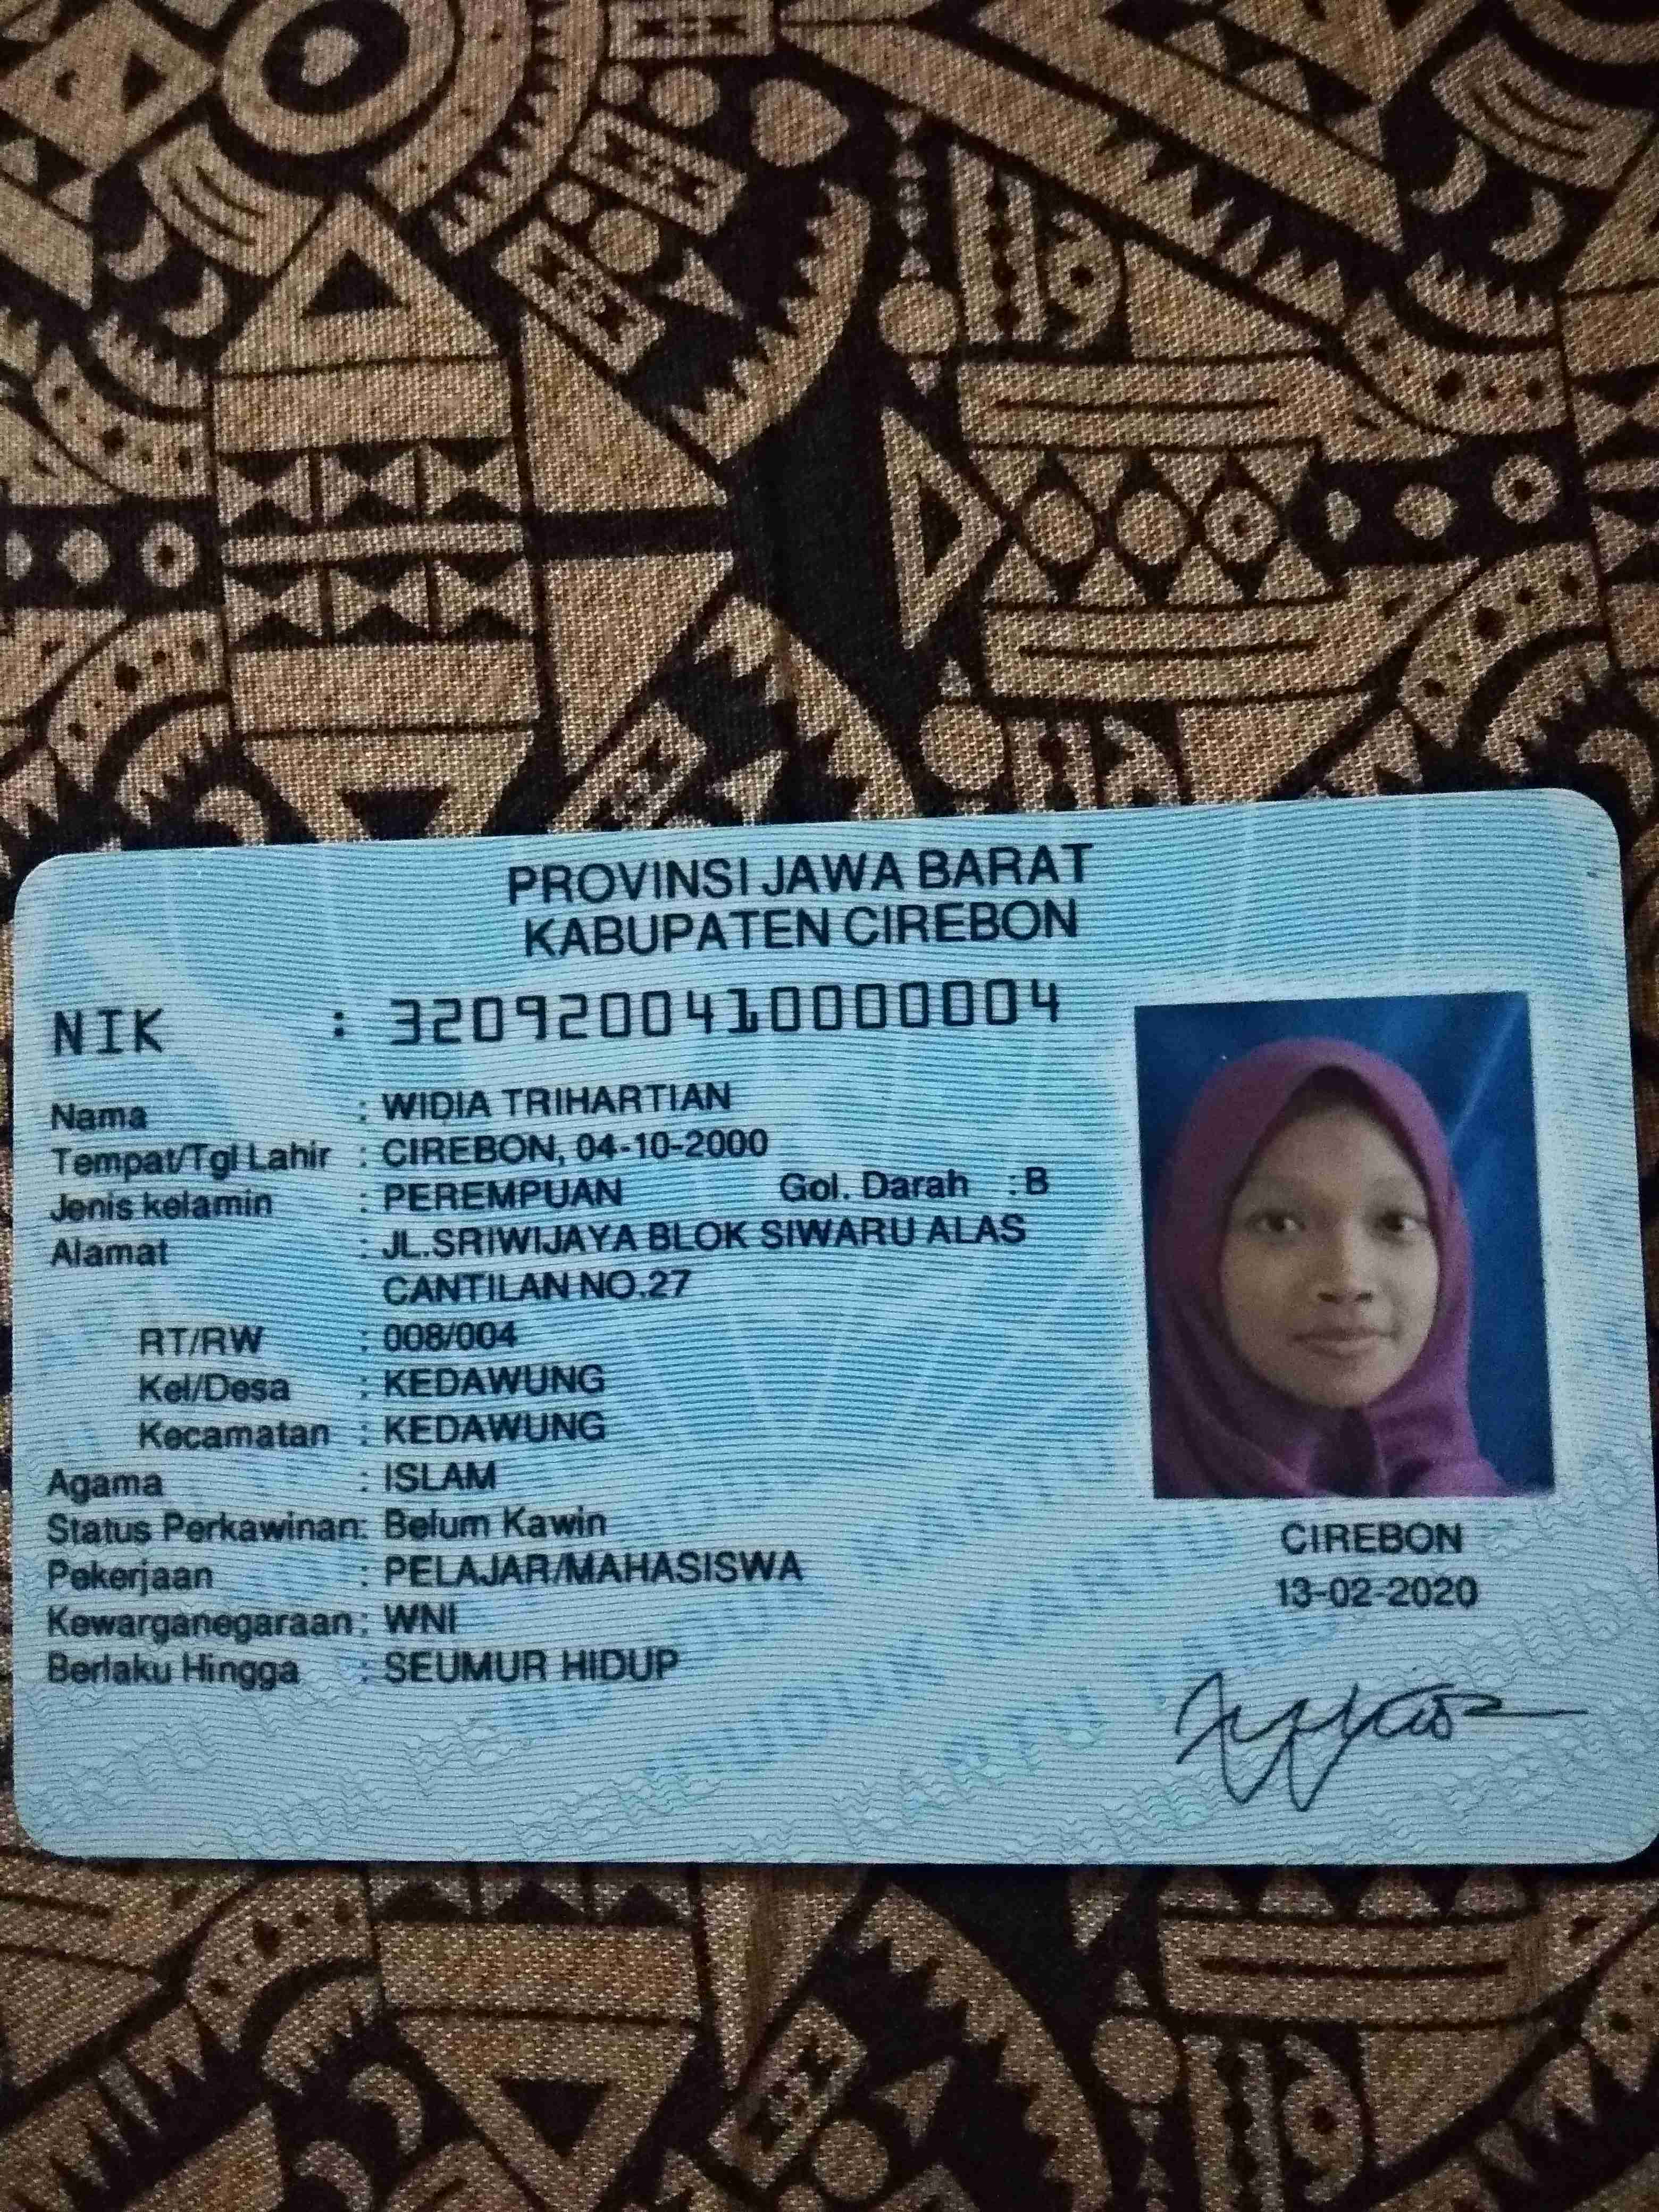 PROVINSI JAWA BARAT
KABUPATEN CIREBON
NIK : 3209200410000004
Nama : WIDIA TRIHARTIAN
Tempat/Tgl Lahir : CIREBON, 04-10-2000
Jenis kelamin : PEREMPUAN Gol. Darah : B
Alamat : JL.SRIWIJAYA BLOK SIWARU ALAS
CANTILAN NO.27
RT/RW : 008/004
Kel/Desa : KEDAWUNG
Kecamatan : KEDAWUNG
Agama : ISLAM
Status Perkawinan: Belum Kawin
Pekerjaan : PELAJAR/MAHASISWA
Kewarganegaraan: WNI
Berlaku Hingga : SEUMUR HIDUP
CIREBON
13-02-2020